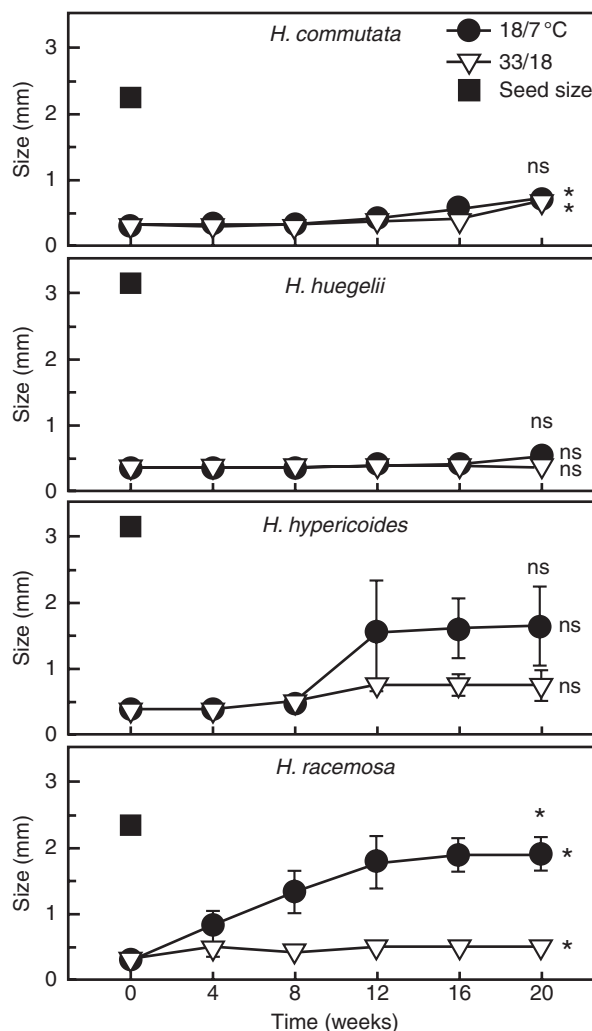 H. commutata
18/7 °C
33/18
Seed size
3
2
1
0
Size (mm)
ns
*
*
H. huegelii
3
2
1
0
Size (mm)
ns
ns
ns
H. hypericoides
3
2
1
0
Size (mm)
ns
ns
ns
H. racemosa
3
2
1
0
Size (mm)
*
*
*
0 4 8 12 16 20
Time (weeks)